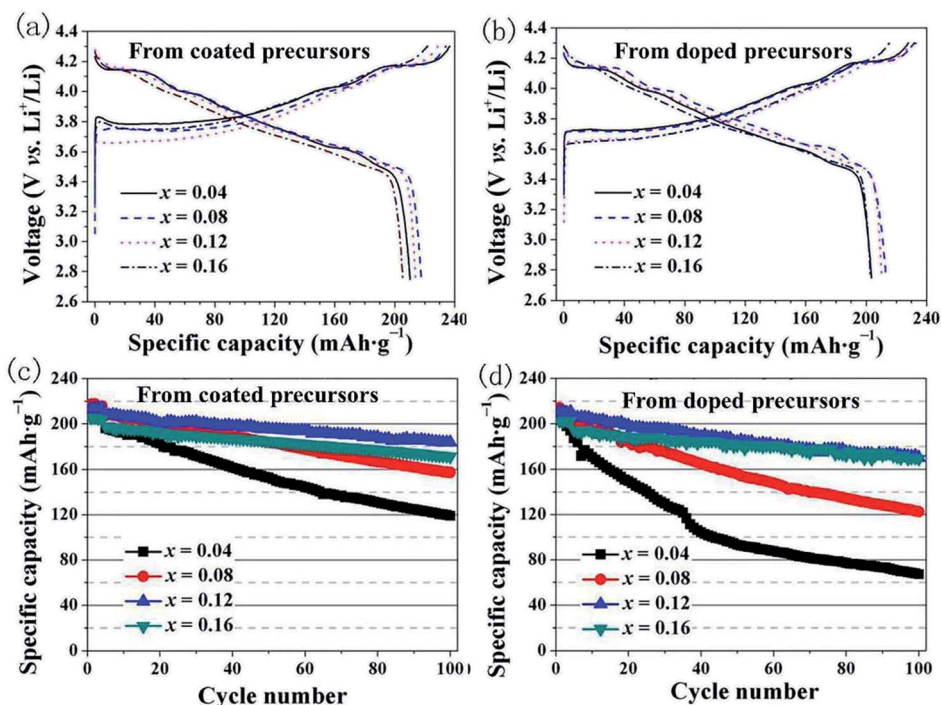 (a)
From coated precursors
4.4
4.2
4.0
3.8
3.6
3.4
3.2
3.0
2.8
2.6
Voltage (V vs. Li⁺/Li)
x = 0.04
x = 0.08
x = 0.12
x = 0.16
0 40 80 120 160 200 240
Specific capacity (mAh·g⁻¹)
(b)
From doped precursors
4.4
4.2
4.0
3.8
3.6
3.4
3.2
3.0
2.8
2.6
Voltage (V vs. Li⁺/Li)
x = 0.04
x = 0.08
x = 0.12
x = 0.16
0 40 80 120 160 200 240
Specific capacity (mAh·g⁻¹)
(c)
From coated precursors
240
200
160
120
80
40
0
Specific capacity (mAh·g⁻¹)
x = 0.04
x = 0.08
x = 0.12
x = 0.16
0 20 40 60 80 100
Cycle number
(d)
From doped precursors
240
200
160
120
80
40
0
Specific capacity (mAh·g⁻¹)
x = 0.04
x = 0.08
x = 0.12
x = 0.16
0 20 40 60 80 100
Cycle number